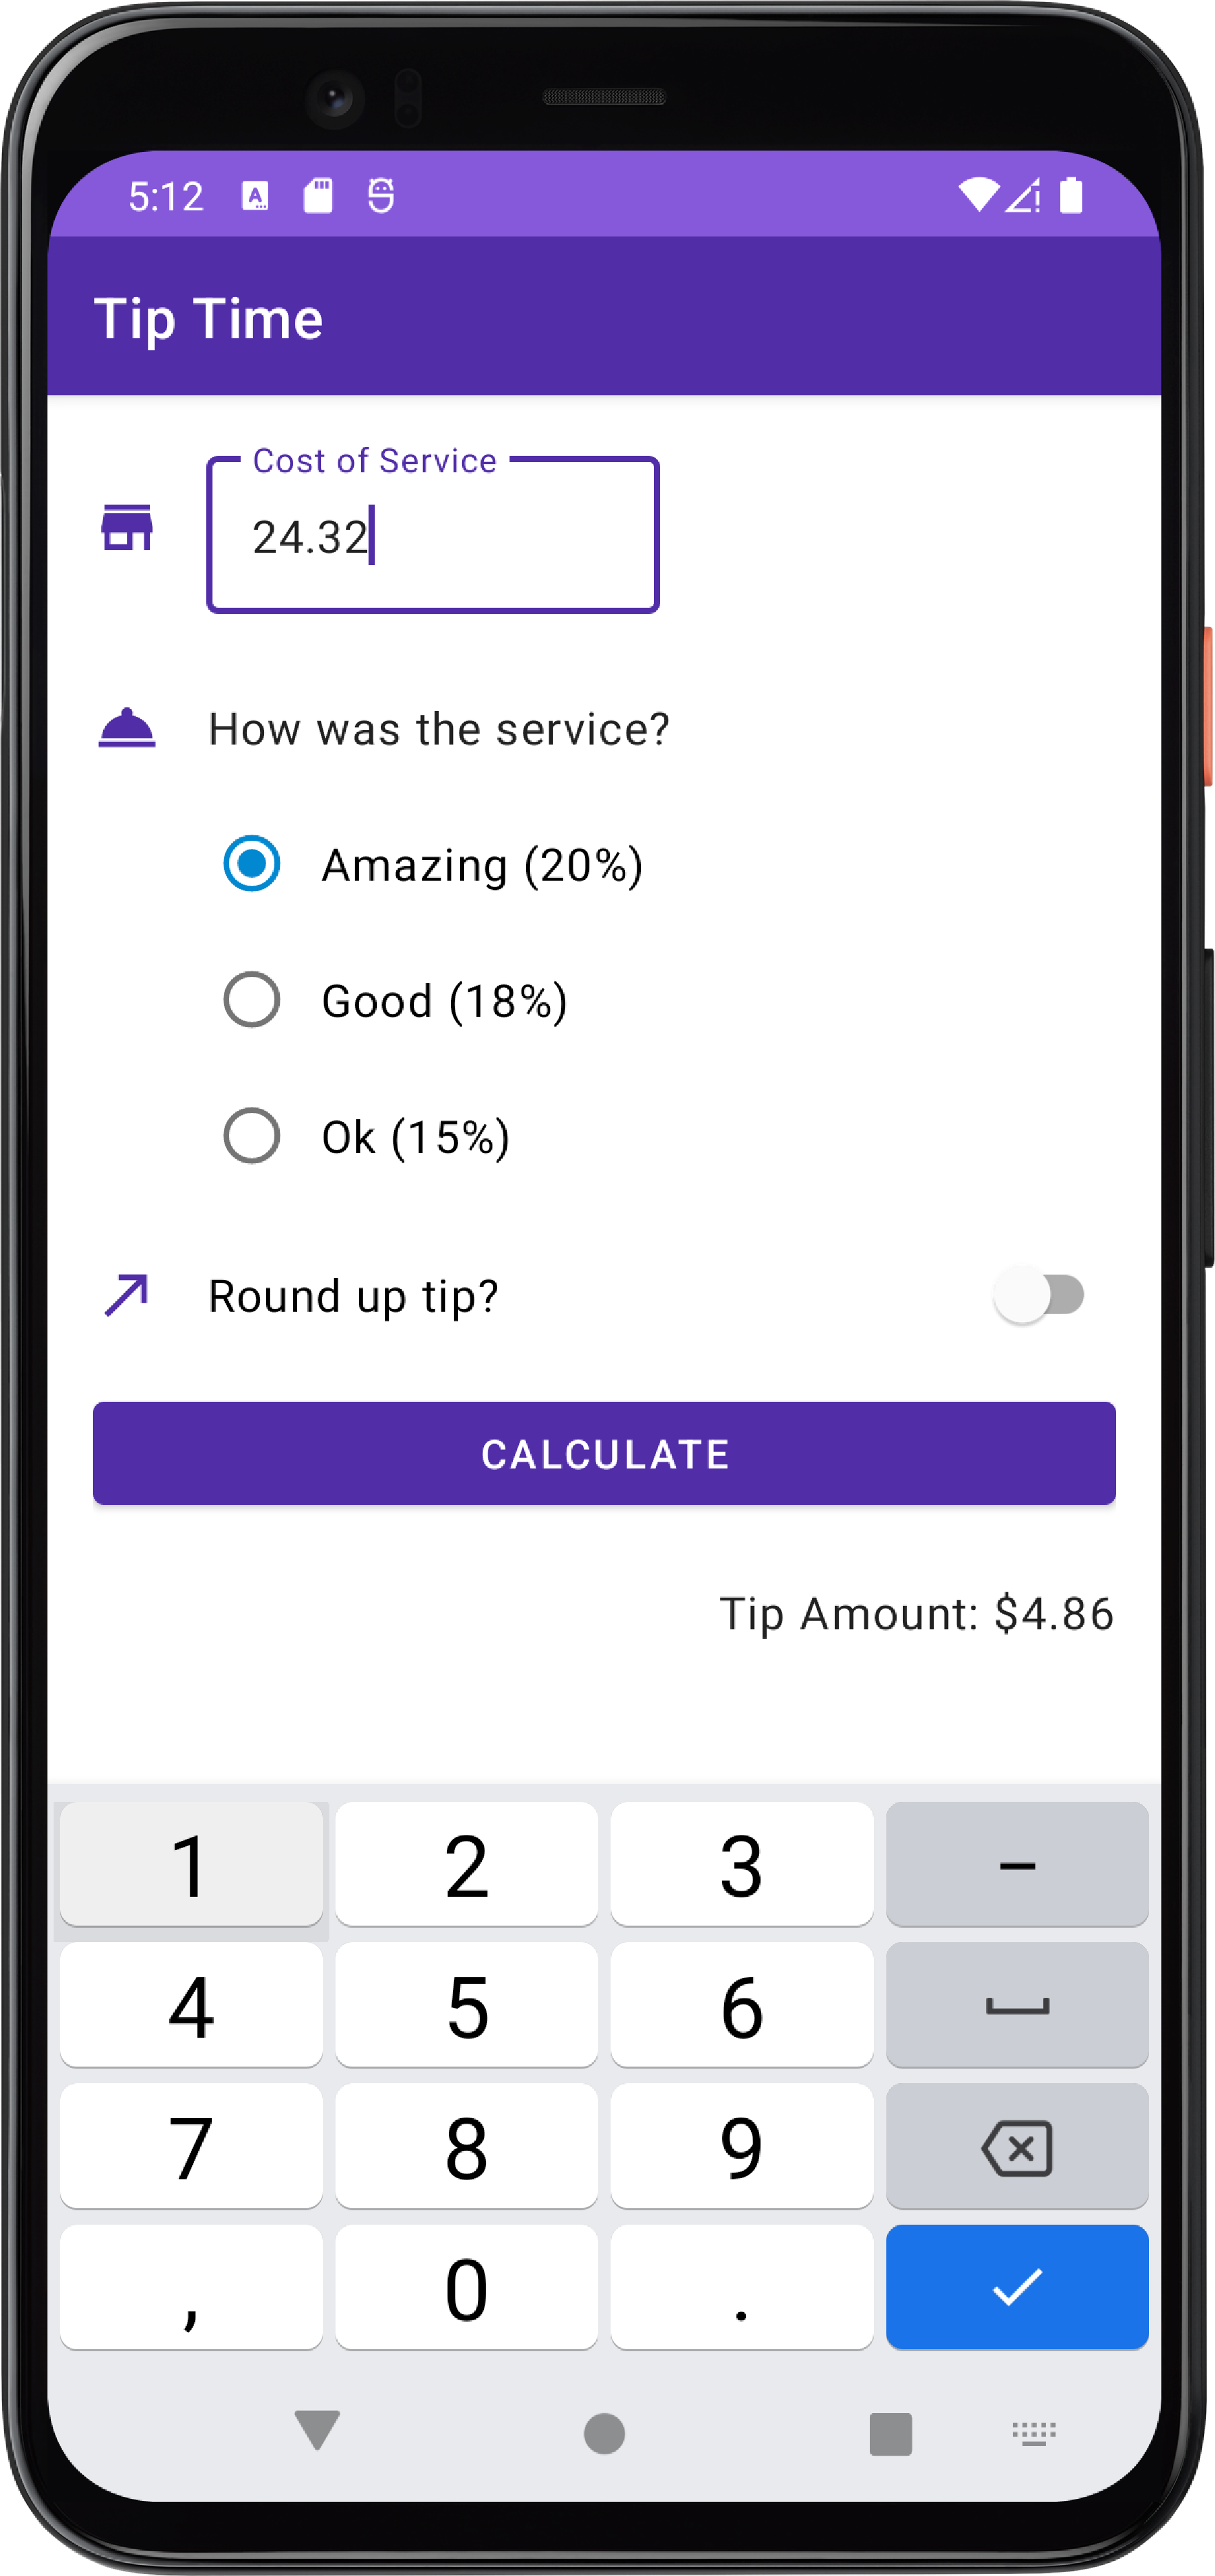 5:12
Tip Time
Cost of Service
24.32
How was the service?
Amazing (20%)
Good (18%)
Ok (15%)
Round up tip?
CALCULATE
Tip Amount: $4.86
1 2 3 –
4 5 6
7 8 9
, 0 .